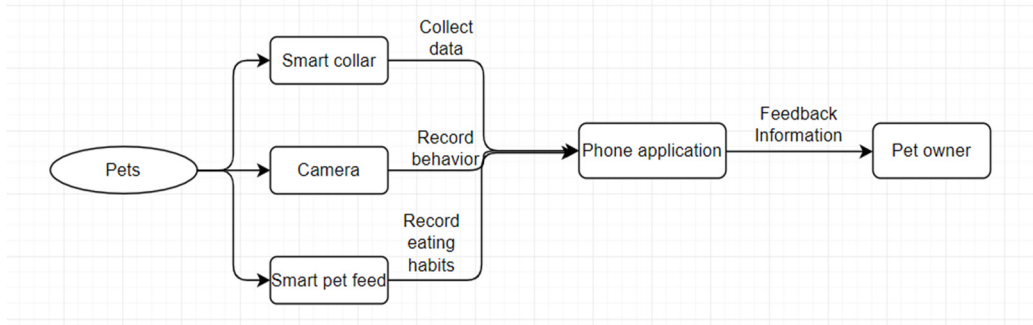 Collect
data
Smart collar
Pets
Record
behavior
Camera
Record
eating
habits
Smart pet feed
Phone application
Feedback
Information
Pet owner